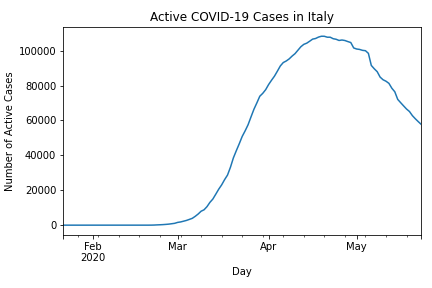 Active COVID-19 Cases in Italy
Number of Active Cases
100000
80000
60000
40000
20000
0
Feb
2020
Mar
Apr
May
Day